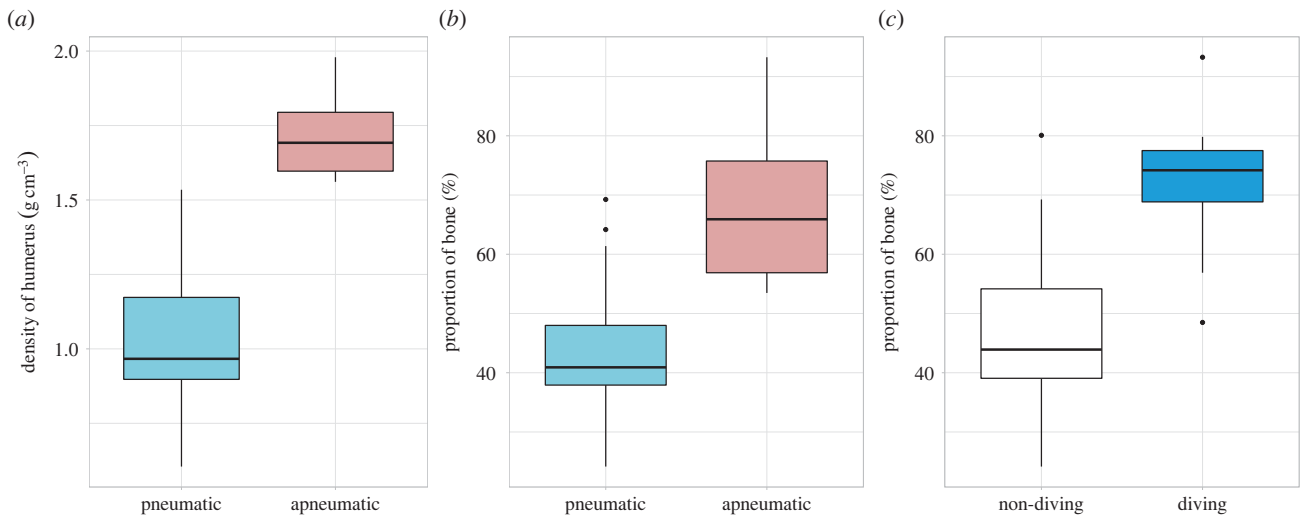 (a)
(b)
(c)
density of humerus (g cm⁻³)
2.0
1.5
1.0
pneumatic apneumatic
proportion of bone (%)
80
60
40
pneumatic apneumatic
proportion of bone (%)
80
60
40
non-diving diving